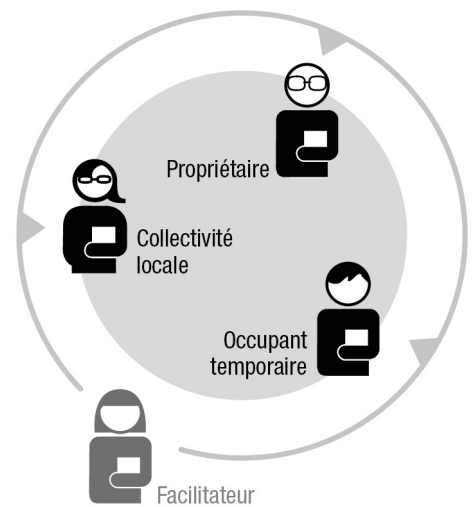 Propriétaire
Collectivité
locale
Occupant
temporaire
Facilitateur